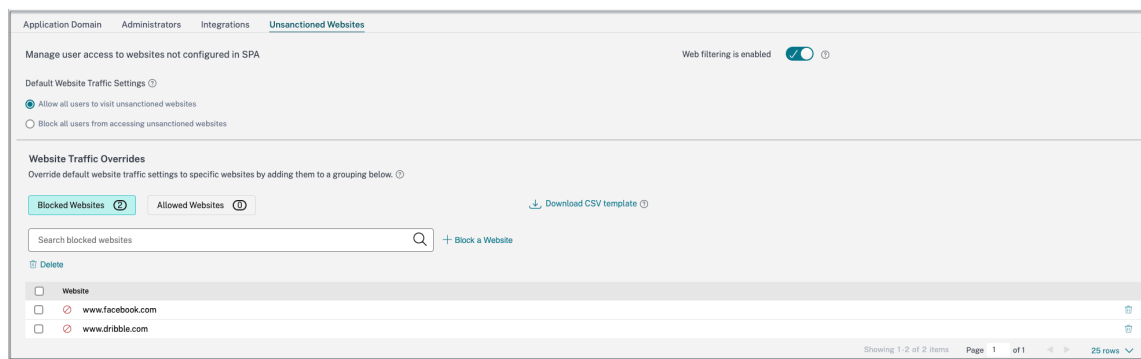 Application Domain Administrators Integrations Unsanctioned Websites
Manage user access to websites not configured in SPA Web filtering is enabled
Default Website Traffic Settings
Allow all users to visit unsanctioned websites
Block all users from accessing unsanctioned websites
Website Traffic Overrides
Override default website traffic settings to specific websites by adding them to a grouping below.
Blocked Websites 2 Allowed Websites 0 Download CSV template
Search blocked websites + Block a Website
Delete
Website
www.facebook.com
www.dribble.com
Showing 1-2 of 2 items Page 1 of 1 25 rows